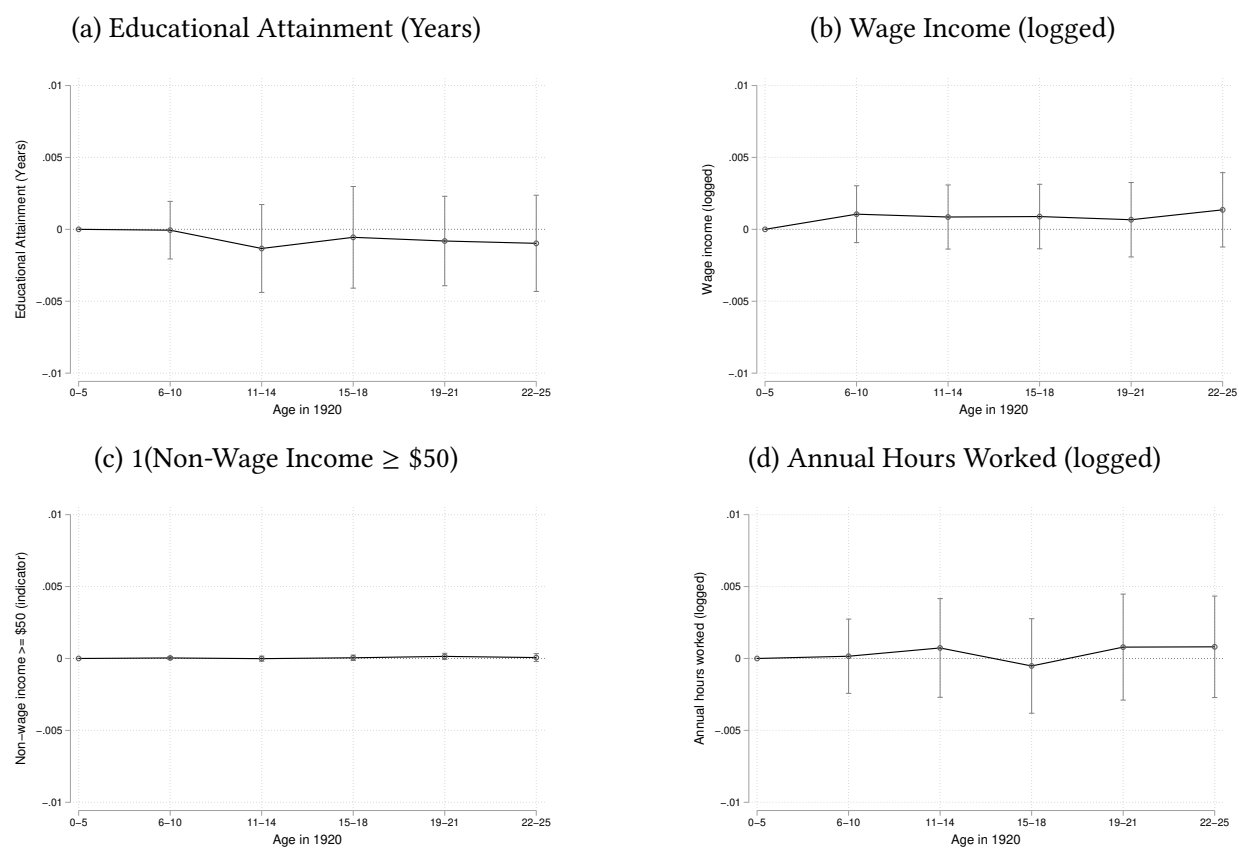 (a) Educational Attainment (Years)
(b) Wage Income (logged)
Educational Attainment (Years)
.01
.005
0
−.005
−.01
0−5 6−10 11−14 15−18 19−21 22−25
Age in 1920
Wage income (logged)
.01
.005
0
−.005
−.01
0−5 6−10 11−14 15−18 19−21 22−25
Age in 1920
(c) 1(Non-Wage Income ≥ $50)
(d) Annual Hours Worked (logged)
Non−wage income >= $50 (indicator)
.01
.005
0
−.005
−.01
0−5 6−10 11−14 15−18 19−21 22−25
Age in 1920
Annual hours worked (logged)
.01
.005
0
−.005
−.01
0−5 6−10 11−14 15−18 19−21 22−25
Age in 1920